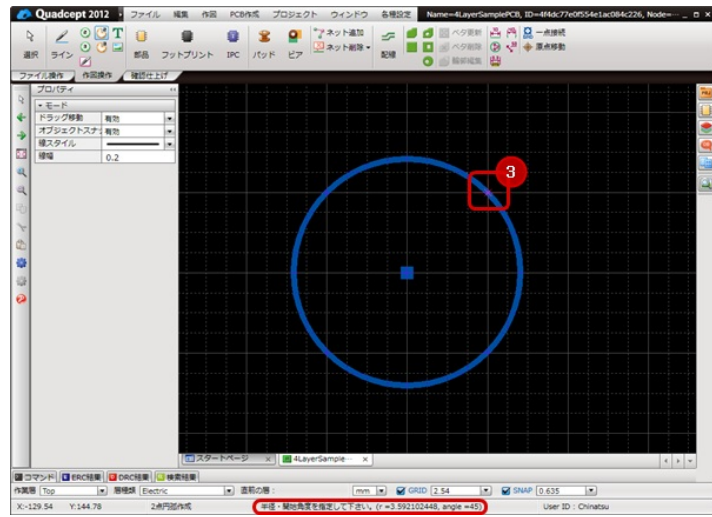 Quadcept 2012
ファイル 編集 作図 PCB作成 プロジェクト ウィンドウ 各種設定 Name=4LayerSamplePCB, ID=4f4dc77e0f554e1ac084c226, Node=…
選択 ライン T 部品 フットプリント IPC パッド ビア ネット追加 ネット削除 配線 ベタ更新 ベタ削除 輪郭編集 一点接続 原点移動
ファイル操作 作図操作 確認仕上げ
プロパティ
モード
ドラッグ移動 有効
オブジェクトスナ 有効
線スタイル
線幅 0.2
3
スタートページ x 4LayerSample… x
コマンド ERC結果 DRC結果 検索結果
作業層 Top 層種類 Electric 直前の層 : mm GRID 2.54 SNAP 0.635
X:-129.54 Y:144.78 2点円弧作成 半径・開始角度を指定して下さい。(r =3.592102448, angle =45) User ID : Chinatsu